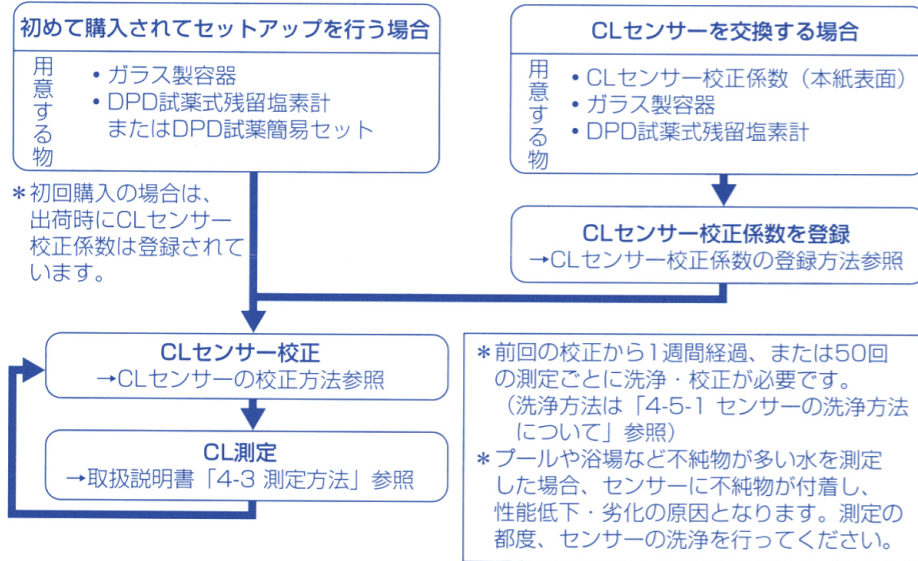 初めて購入されてセットアップを行う場合
用意する物
・ガラス製容器
・DPD試薬式残留塩素計
またはDPD試薬簡易セット
＊初回購入の場合は、
出荷時にCLセンサー
校正係数は登録されて
います。
CLセンサーを交換する場合
用意する物
・CLセンサー校正係数（本紙表面）
・ガラス製容器
・DPD試薬式残留塩素計
CLセンサー校正係数を登録
→CLセンサー校正係数の登録方法参照
CLセンサー校正
→CLセンサーの校正方法参照
CL測定
→取扱説明書「4-3 測定方法」参照
＊前回の校正から1週間経過、または50回
の測定ごとに洗浄・校正が必要です。
（洗浄方法は「4-5-1 センサーの洗浄方法
について」参照）
＊プールや浴場など不純物が多い水を測定
した場合、センサーに不純物が付着し、
性能低下・劣化の原因となります。測定の
都度、センサーの洗浄を行ってください。